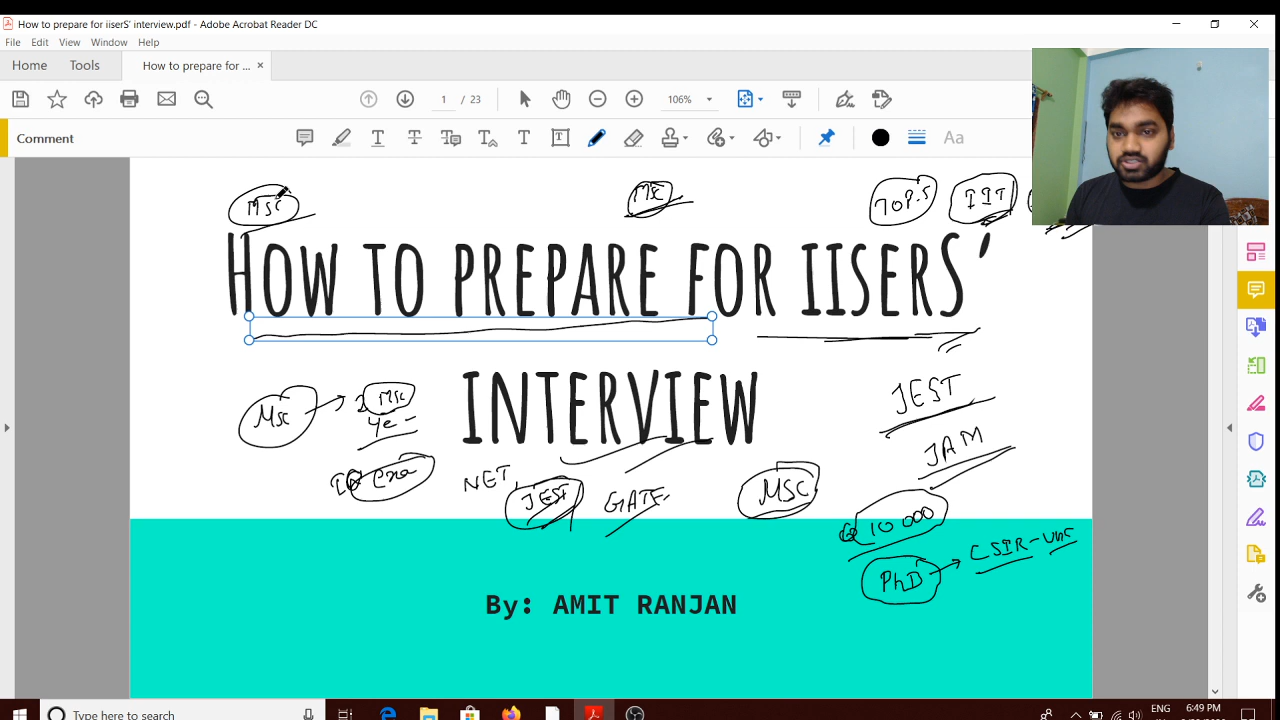 How to prepare for iiserS' interview.pdf - Adobe Acrobat Reader DC
File Edit View Window Help
Home Tools How to prepare for ... ×
1 / 23 106%
Comment
Aa
MSC MSC TOP.5 IIT
HOW TO PREPARE FOR IISERS'
INTERVIEW
MSC MSC
JEST
JAM
NET, JEST GATE MSC
10 000
PhD CSIR-
By: AMIT RANJAN
Type here to search
ENG 6:49 PM